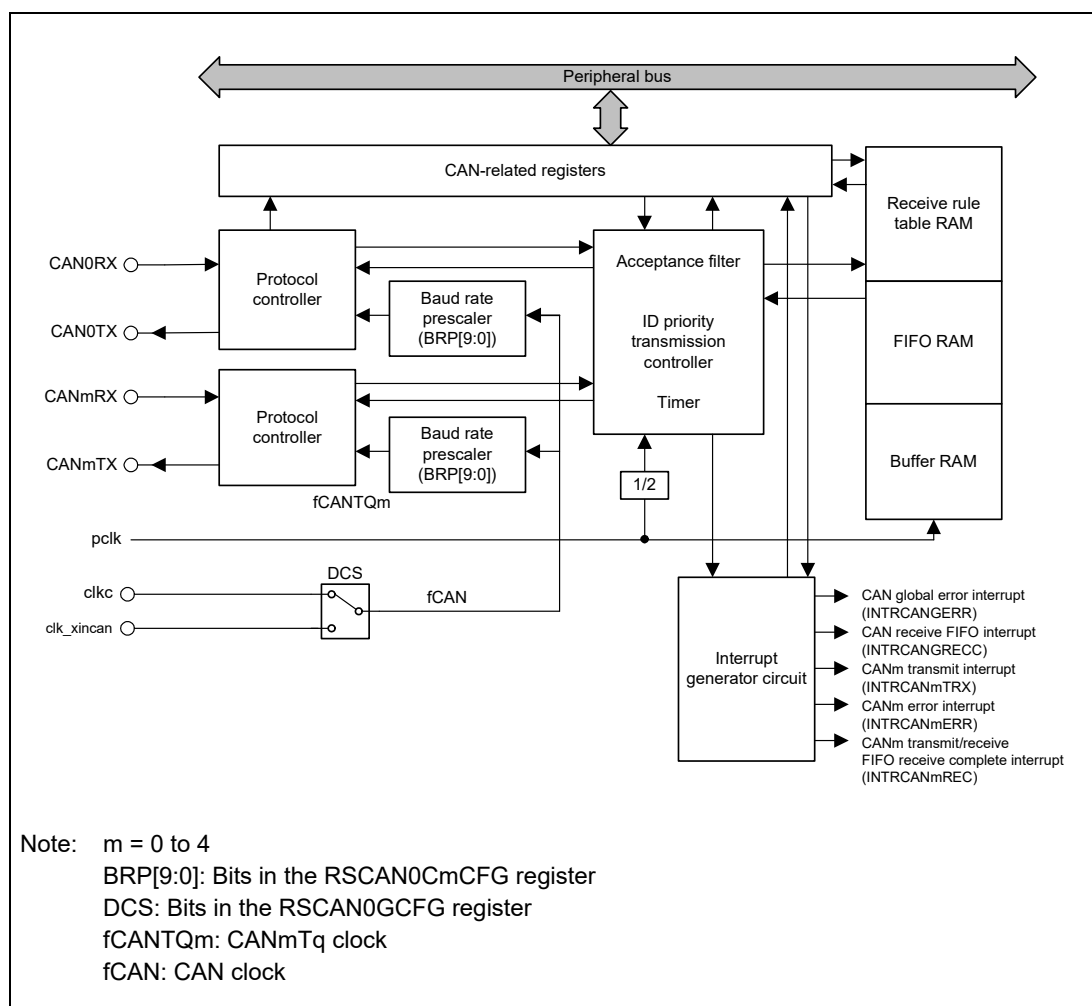 Peripheral bus
CAN-related registers
Receive rule
table RAM
FIFO RAM
Buffer RAM
CAN0RX
CAN0TX
Protocol
controller
Baud rate
prescaler
(BRP[9:0])
Acceptance filter
ID priority
transmission
controller
Timer
CANmRX
CANmTX
Protocol
controller
Baud rate
prescaler
(BRP[9:0])
fCANTQm
1/2
pclk
clkc
clk_xincan
DCS
fCAN
Interrupt
generator circuit
CAN global error interrupt
(INTRCANGERR)
CAN receive FIFO interrupt
(INTRCANGRECC)
CANm transmit interrupt
(INTRCANmTRX)
CANm error interrupt
(INTRCANmERR)
CANm transmit/receive
FIFO receive complete interrupt
(INTRCANmREC)
Note: m = 0 to 4
BRP[9:0]: Bits in the RSCAN0CmCFG register
DCS: Bits in the RSCAN0GCFG register
fCANTQm: CANmTq clock
fCAN: CAN clock